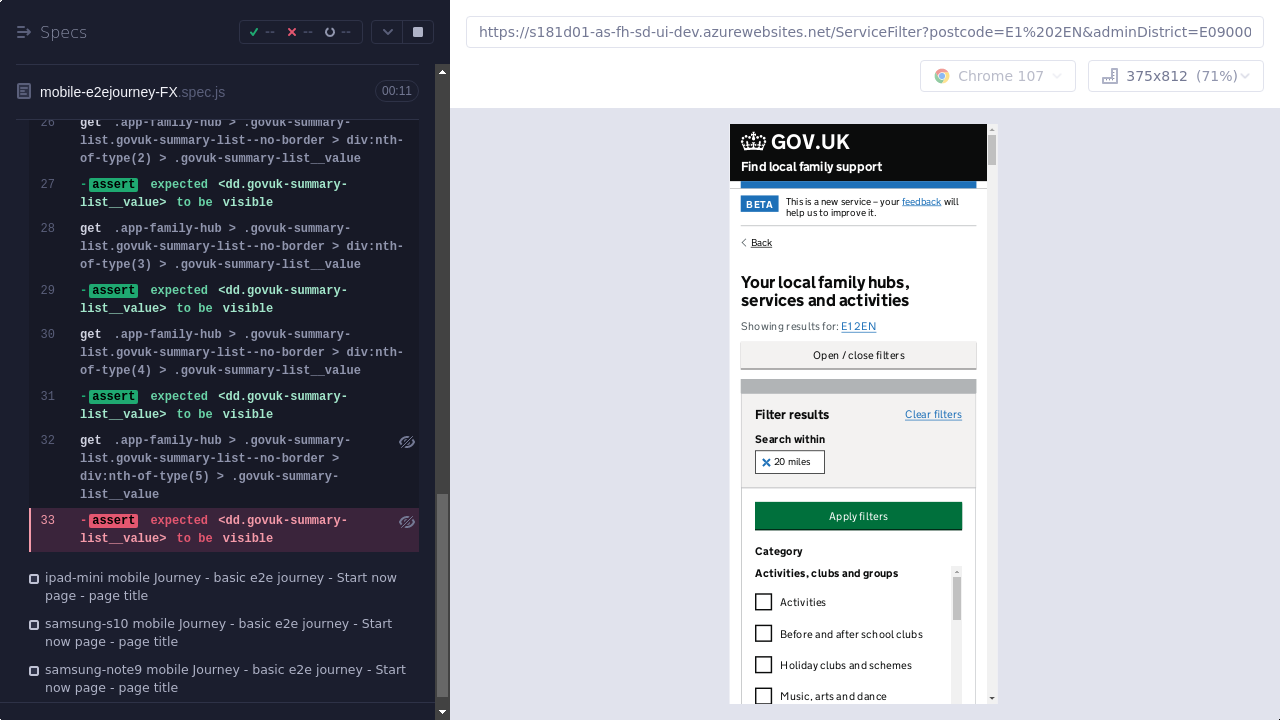 Specs
--
--
--
https://s181d01-as-fh-sd-ui-dev.azurewebsites.net/ServiceFilter?postcode=E1%202EN&adminDistrict=E09000
Chrome 107
375x812 (71%)
mobile-e2ejourney-FX.spec.js
00:11
26 get .app-family-hub > .govuk-summary-
list.govuk-summary-list--no-border > div:nth-
of-type(2) > .govuk-summary-list__value
27 -assert expected <dd.govuk-summary-
list__value> to be visible
28 get .app-family-hub > .govuk-summary-
list.govuk-summary-list--no-border > div:nth-
of-type(3) > .govuk-summary-list__value
29 -assert expected <dd.govuk-summary-
list__value> to be visible
30 get .app-family-hub > .govuk-summary-
list.govuk-summary-list--no-border > div:nth-
of-type(4) > .govuk-summary-list__value
31 -assert expected <dd.govuk-summary-
list__value> to be visible
32 get .app-family-hub > .govuk-summary-
list.govuk-summary-list--no-border >
div:nth-of-type(5) > .govuk-summary-
list__value
33 -assert expected <dd.govuk-summary-
list__value> to be visible
ipad-mini mobile Journey - basic e2e journey - Start now
page - page title
samsung-s10 mobile Journey - basic e2e journey - Start
now page - page title
samsung-note9 mobile Journey - basic e2e journey - Start
now page - page title
GOV.UK
Find local family support
BETA
This is a new service – your feedback will
help us to improve it.
Back
Your local family hubs,
services and activities
Showing results for: E1 2EN
Open / close filters
Filter results
Clear filters
Search within
20 miles
Apply filters
Category
Activities, clubs and groups
Activities
Before and after school clubs
Holiday clubs and schemes
Music, arts and dance